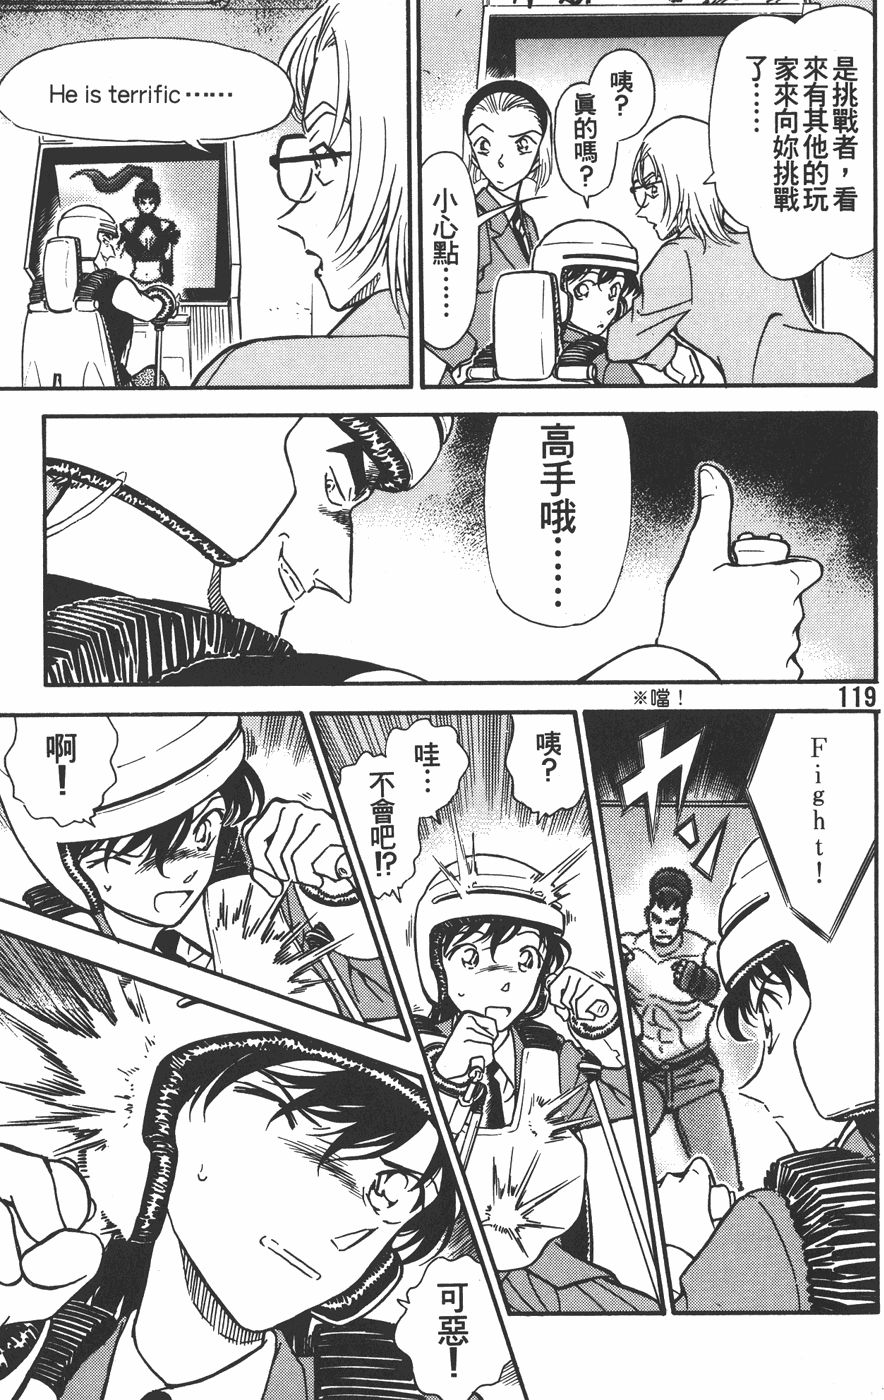 是挑戰者，看
來有其他的玩
家來向妳挑戰
了……
咦？
真的嗎？
小心點……
He is terrific……
高手哦……
※噹！
119
Fight！
咦？
哇…
不會吧!?
啊！
可惡！